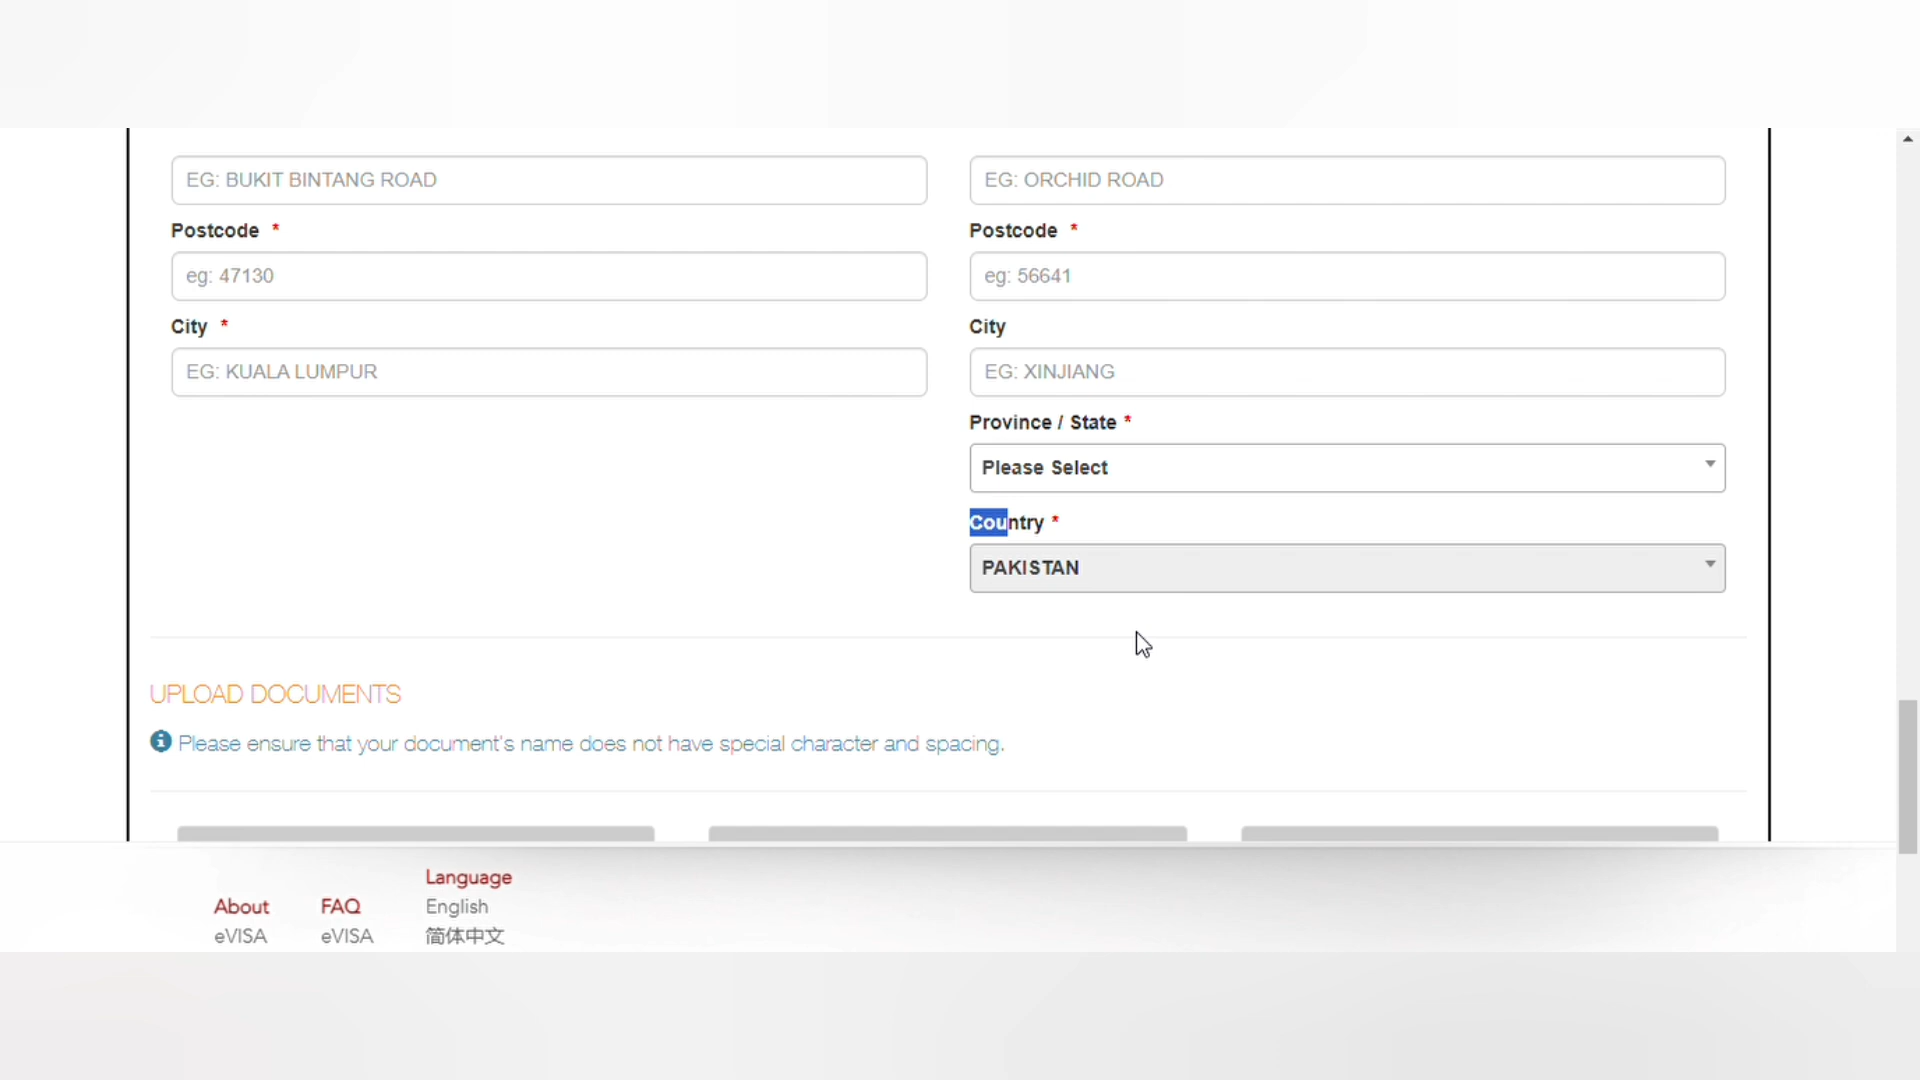 EG: BUKIT BINTANG ROAD
EG: ORCHID ROAD
Postcode *
Postcode *
eg: 47130
eg: 56641
City *
City
EG: KUALA LUMPUR
EG: XINJIANG
Province / State *
Please Select
Country *
PAKISTAN
UPLOAD DOCUMENTS
Please ensure that your document's name does not have special character and spacing.
Language
About
FAQ
English
eVISA
eVISA
简体中文